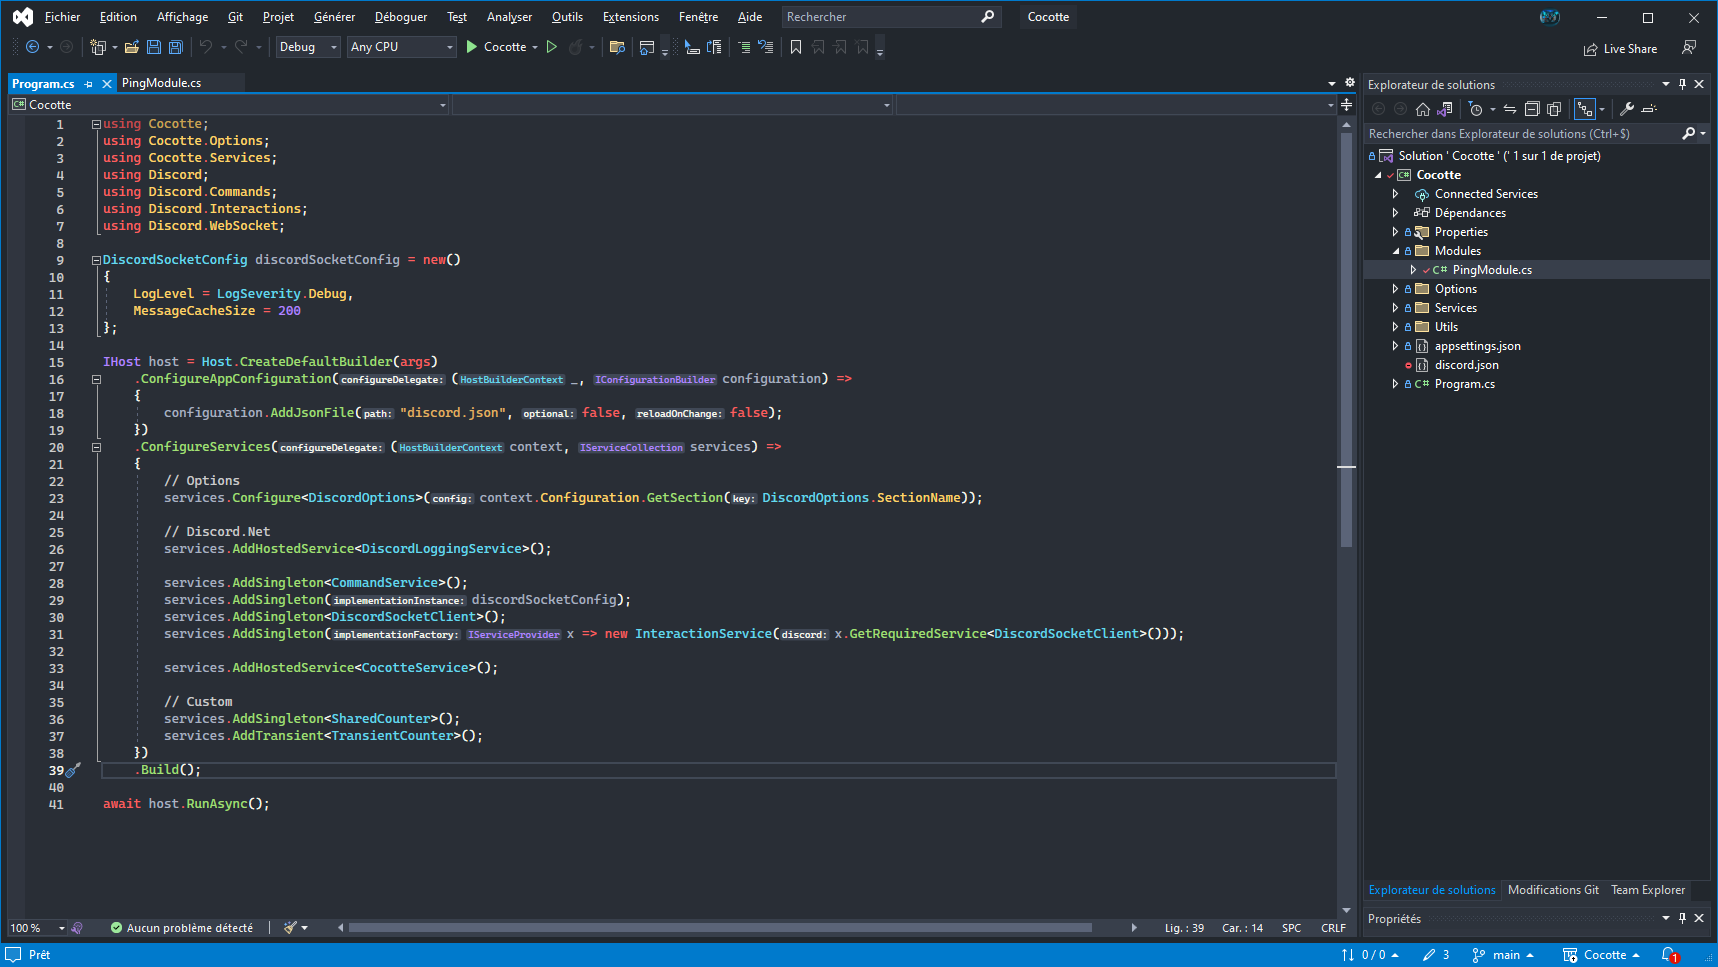 Fichier Edition Affichage Git Projet Générer Déboguer Test Analyser Outils Extensions Fenêtre Aide Rechercher Cocotte
Debug Any CPU Cocotte Live Share
Program.cs PingModule.cs
Cocotte
1 using Cocotte;
2 using Cocotte.Options;
3 using Cocotte.Services;
4 using Discord;
5 using Discord.Commands;
6 using Discord.Interactions;
7 using Discord.WebSocket;
8
9 DiscordSocketConfig discordSocketConfig = new()
10 {
11 LogLevel = LogSeverity.Debug,
12 MessageCacheSize = 200
13 };
14
15 IHost host = Host.CreateDefaultBuilder(args)
16 .ConfigureAppConfiguration(configureDelegate: (HostBuilderContext _, IConfigurationBuilder configuration) =>
17 {
18 configuration.AddJsonFile(path: "discord.json", optional: false, reloadOnChange: false);
19 })
20 .ConfigureServices(configureDelegate: (HostBuilderContext context, IServiceCollection services) =>
21 {
22 // Options
23 services.Configure<DiscordOptions>(config: context.Configuration.GetSection(key: DiscordOptions.SectionName));
24
25 // Discord.Net
26 services.AddHostedService<DiscordLoggingService>();
27
28 services.AddSingleton<CommandService>();
29 services.AddSingleton(implementationInstance: discordSocketConfig);
30 services.AddSingleton<DiscordSocketClient>();
31 services.AddSingleton(implementationFactory: IServiceProvider x => new InteractionService(discord: x.GetRequiredService<DiscordSocketClient>()));
32
33 services.AddHostedService<CocotteService>();
34
35 // Custom
36 services.AddSingleton<SharedCounter>();
37 services.AddTransient<TransientCounter>();
38 })
39 .Build();
40
41 await host.RunAsync();
100 % Aucun problème détecté Lig. : 39 Car. : 14 SPC CRLF
Explorateur de solutions
Rechercher dans Explorateur de solutions (Ctrl+$)
Solution ' Cocotte ' (' 1 sur 1 de projet)
C# Cocotte
Connected Services
Dépendances
Properties
Modules
C# PingModule.cs
Options
Services
Utils
appsettings.json
discord.json
C# Program.cs
Explorateur de solutions Modifications Git Team Explorer
Propriétés
Prêt 0 / 0 3 main Cocotte 1